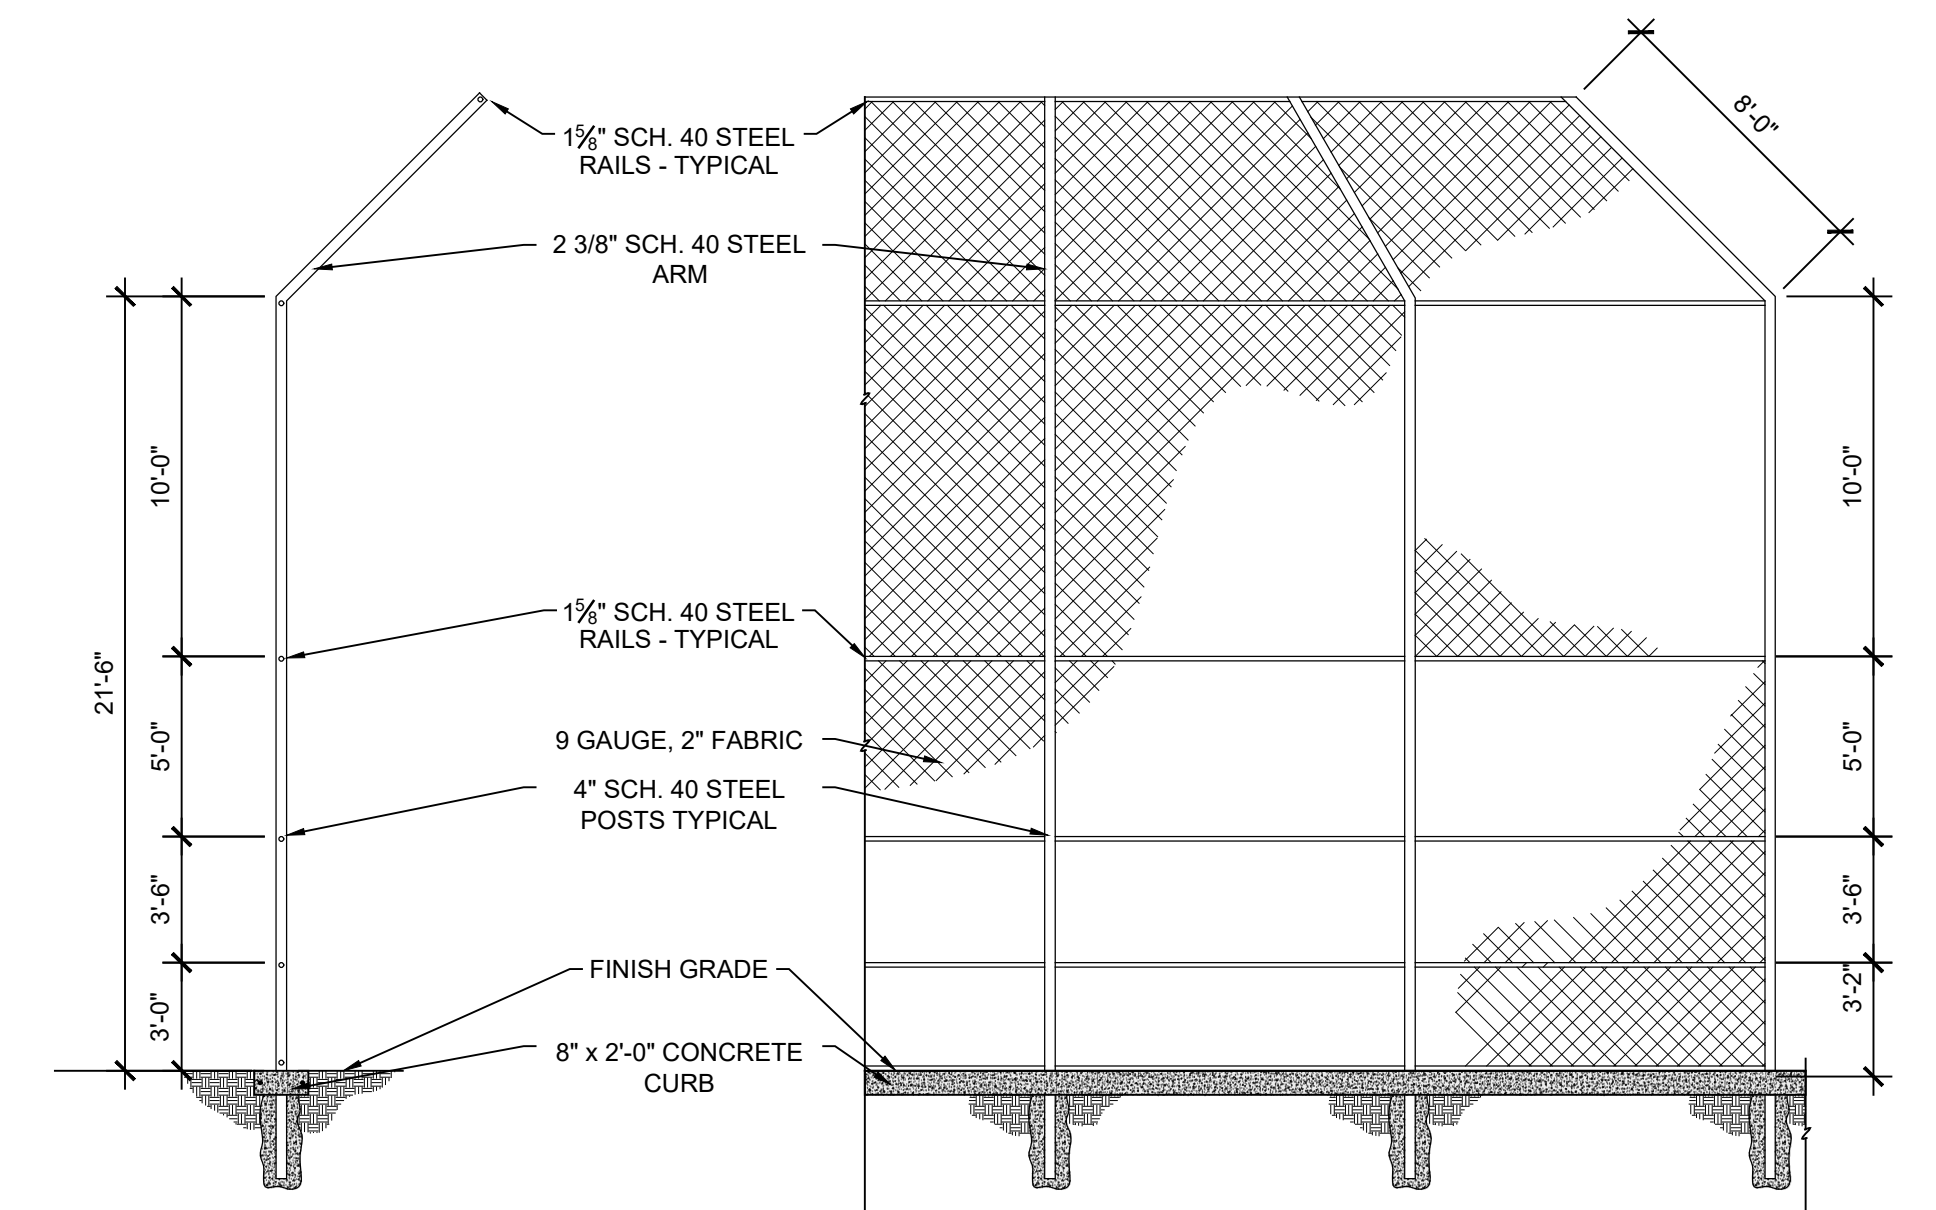 8'-0"
1⅝" SCH. 40 STEEL
RAILS - TYPICAL
2 3/8" SCH. 40 STEEL
ARM
10'-0"
10'-0"
1⅝" SCH. 40 STEEL
RAILS - TYPICAL
21'-6"
5'-0"
9 GAUGE, 2" FABRIC
5'-0"
4" SCH. 40 STEEL
POSTS TYPICAL
3'-6"
3'-6"
FINISH GRADE
3'-0"
3'-2"
8" x 2'-0" CONCRETE
CURB